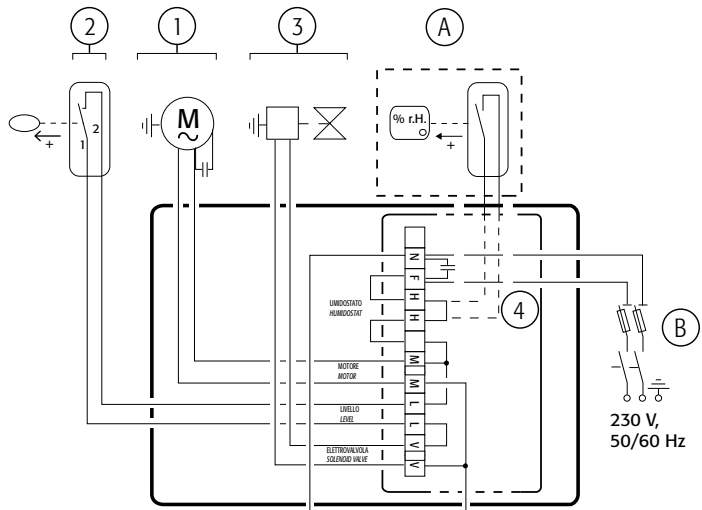 2
1
3
A
1
2
+
M
% r.H.
+
N
F
H
H
M
M
L
L
V
V
UMIDOSTATO
HUMIDOSTAT
MOTORE
MOTOR
LIVELLO
LEVEL
ELETTROVALVOLA
SOLENOID VALVE
4
B
230 V,
50/60 Hz